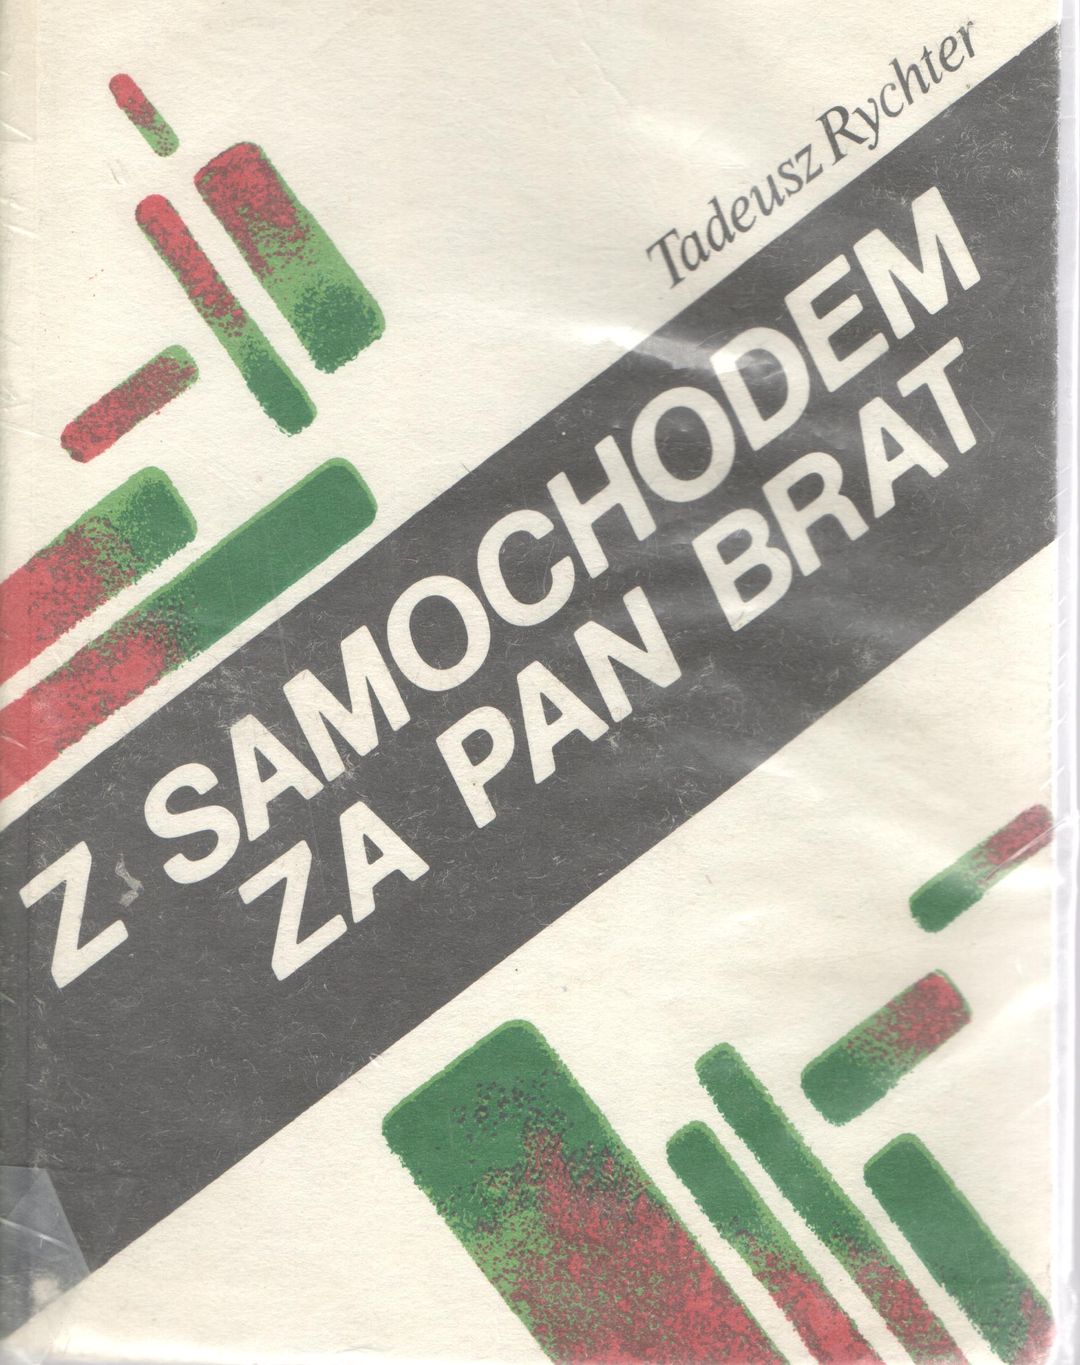 Tadeusz Rychter
Z SAMOCHODEM
ZA PAN BRAT